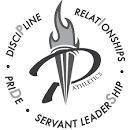 DISCIPLINE • RELATIONSHIPS • SERVANT LEADERSHIP • PRIDE •
P
ATHLETICS